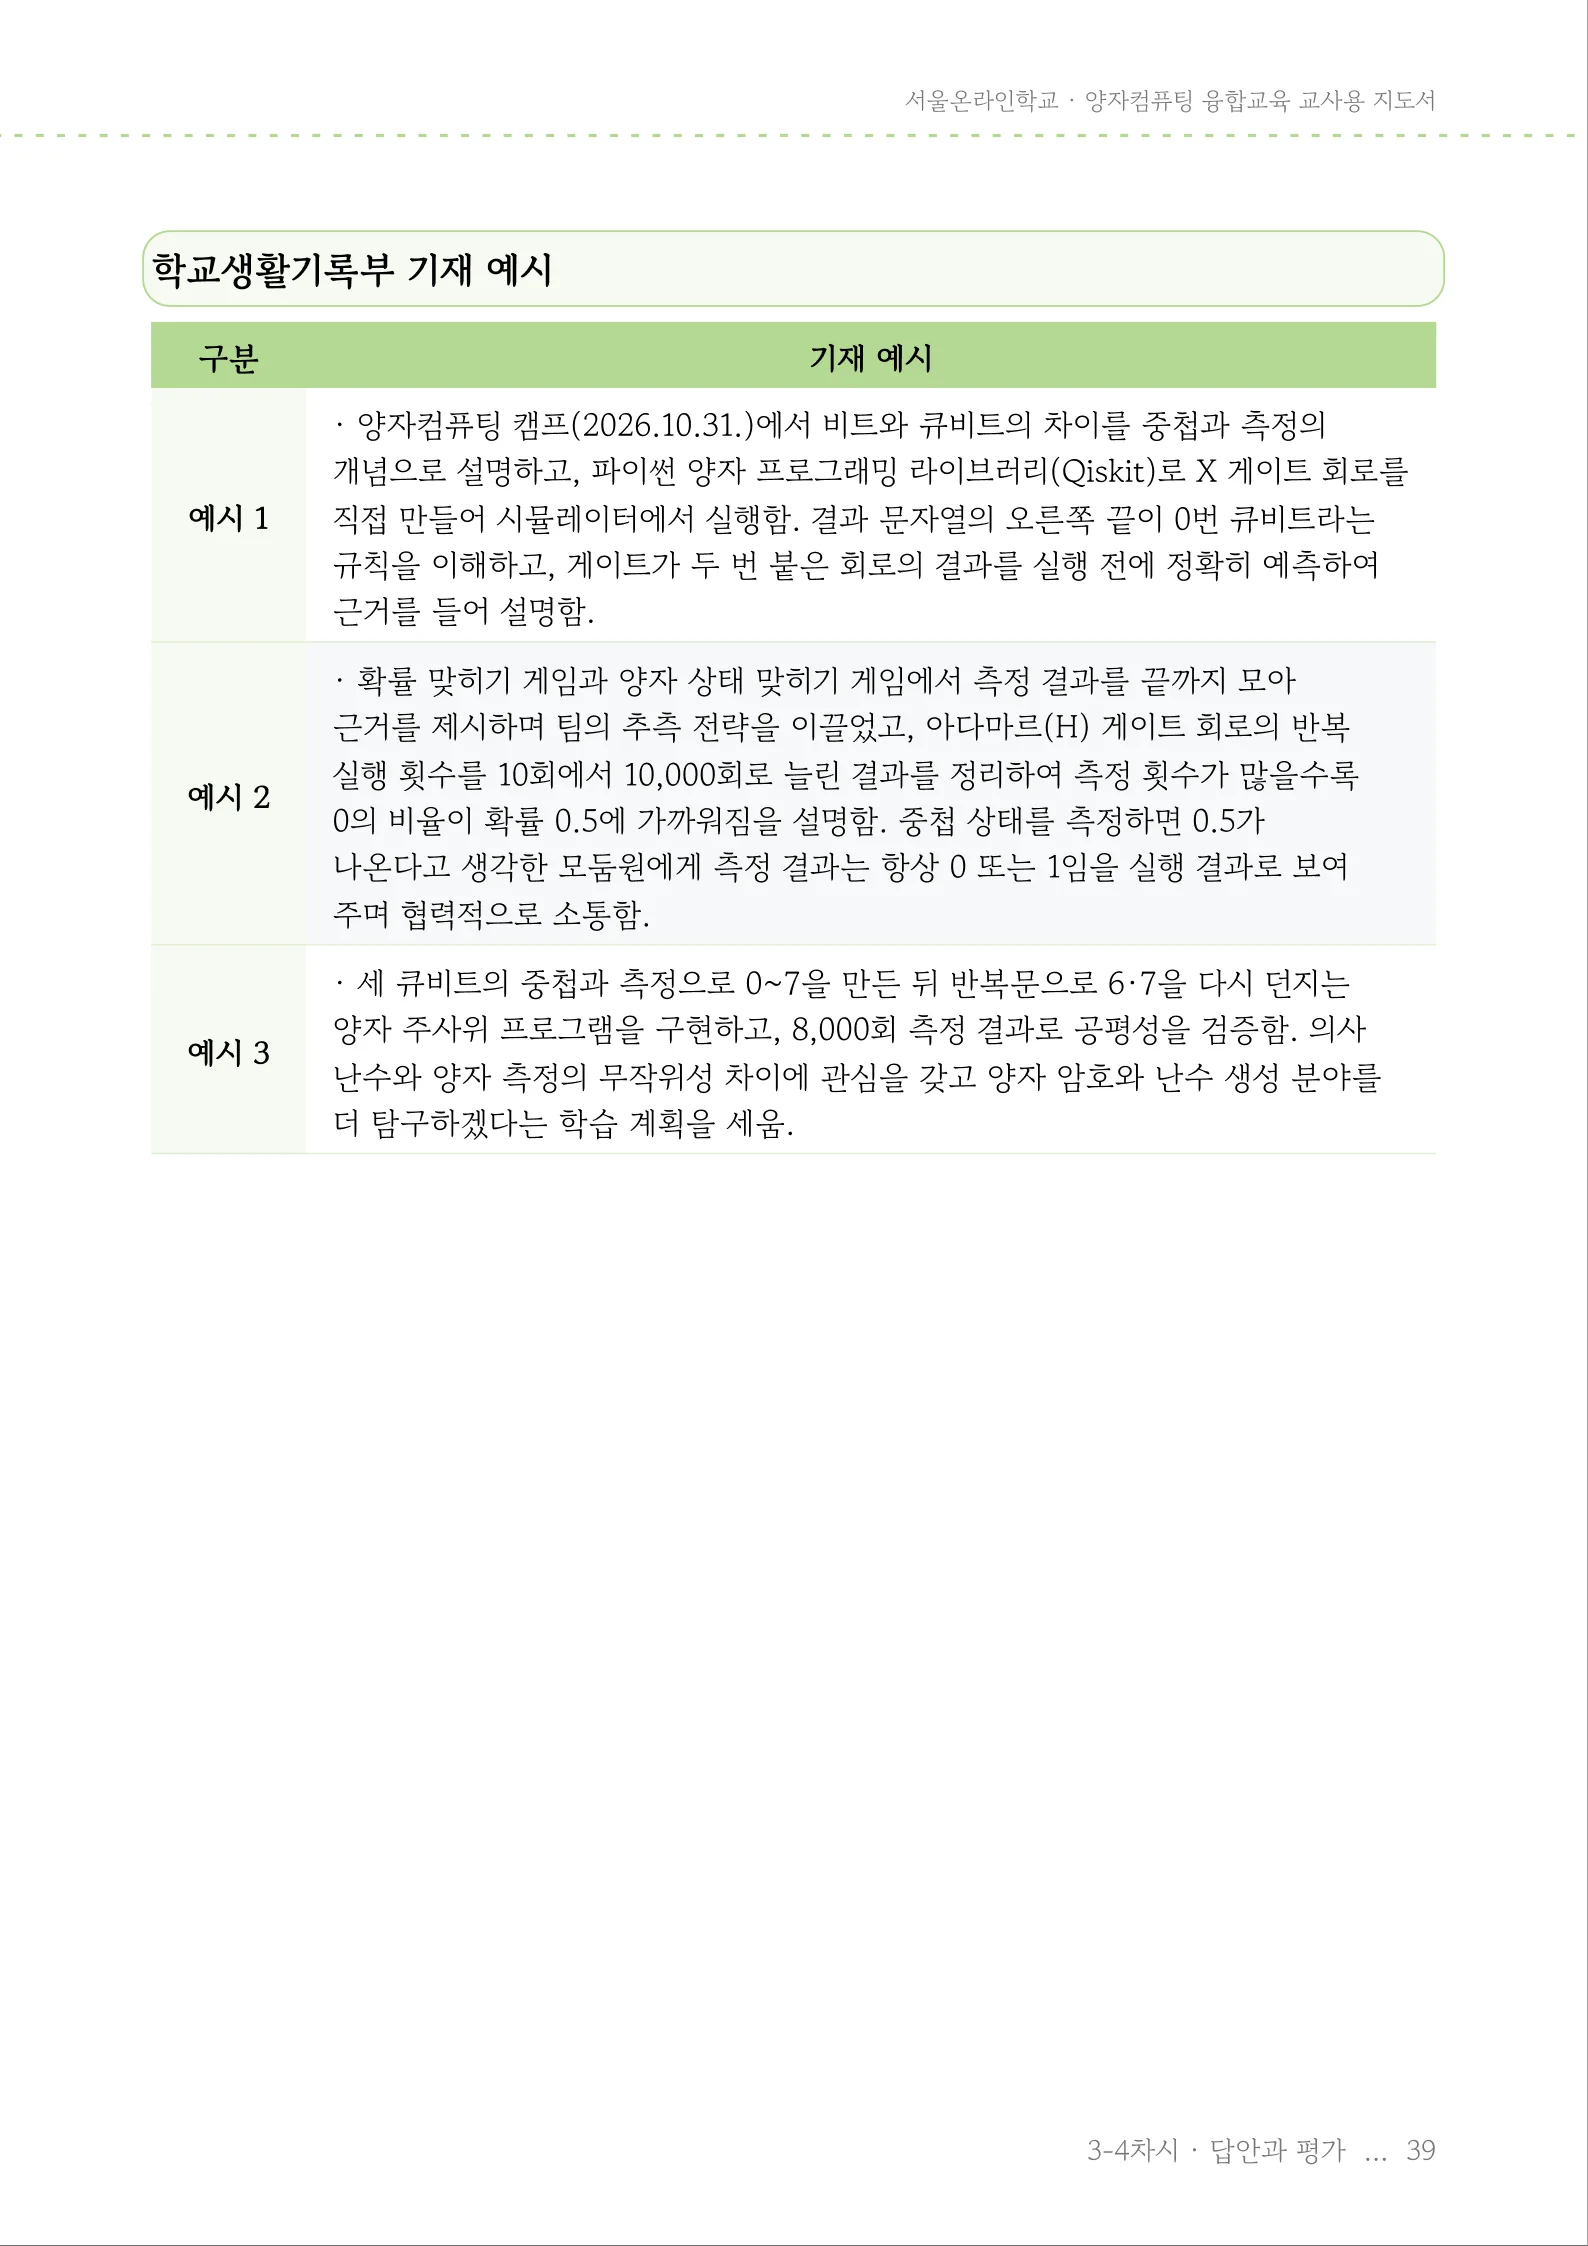 서울온라인학교 · 양자컴퓨팅 융합교육 교사용 지도서
학교생활기록부 기재 예시
구분 기재 예시
예시 1
· 양자컴퓨팅 캠프(2026.10.31.)에서 비트와 큐비트의 차이를 중첩과 측정의
개념으로 설명하고, 파이썬 양자 프로그래밍 라이브러리(Qiskit)로 X 게이트 회로를
직접 만들어 시뮬레이터에서 실행함. 결과 문자열의 오른쪽 끝이 0번 큐비트라는
규칙을 이해하고, 게이트가 두 번 붙은 회로의 결과를 실행 전에 정확히 예측하여
근거를 들어 설명함.
예시 2
· 확률 맞히기 게임과 양자 상태 맞히기 게임에서 측정 결과를 끝까지 모아
근거를 제시하며 팀의 추측 전략을 이끌었고, 아다마르(H) 게이트 회로의 반복
실행 횟수를 10회에서 10,000회로 늘린 결과를 정리하여 측정 횟수가 많을수록
0의 비율이 확률 0.5에 가까워짐을 설명함. 중첩 상태를 측정하면 0.5가
나온다고 생각한 모둠원에게 측정 결과는 항상 0 또는 1임을 실행 결과로 보여
주며 협력적으로 소통함.
예시 3
· 세 큐비트의 중첩과 측정으로 0~7을 만든 뒤 반복문으로 6·7을 다시 던지는
양자 주사위 프로그램을 구현하고, 8,000회 측정 결과로 공평성을 검증함. 의사
난수와 양자 측정의 무작위성 차이에 관심을 갖고 양자 암호와 난수 생성 분야를
더 탐구하겠다는 학습 계획을 세움.
3-4차시 · 답안과 평가 ... 39